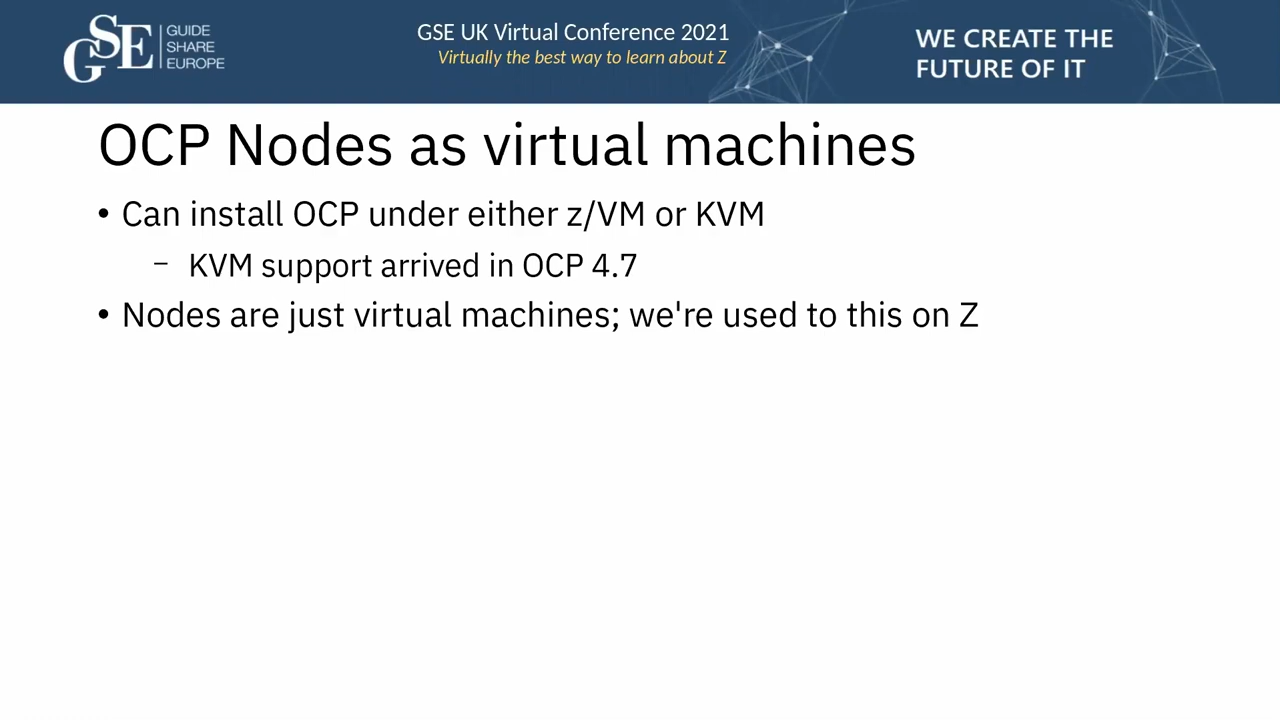 GSE
GUIDE
SHARE
EUROPE
GSE UK Virtual Conference 2021
Virtually the best way to learn about Z
WE CREATE THE
FUTURE OF IT
OCP Nodes as virtual machines
• Can install OCP under either z/VM or KVM
– KVM support arrived in OCP 4.7
• Nodes are just virtual machines; we're used to this on Z